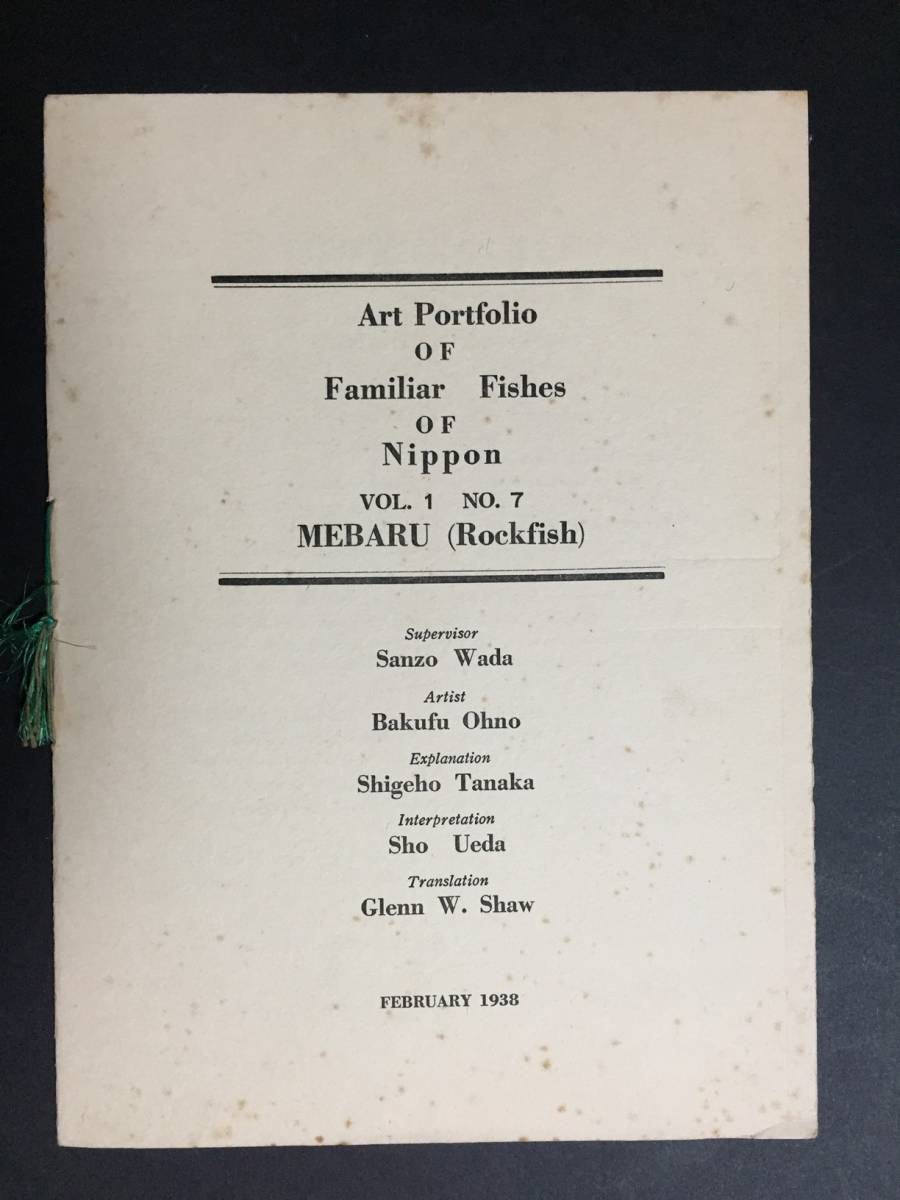 Art Portfolio
OF
Familiar Fishes
OF
Nippon
VOL. 1 NO. 7
MEBARU (Rockfish)
Supervisor
Sanzo Wada
Artist
Bakufu Ohno
Explanation
Shigeho Tanaka
Interpretation
Sho Ueda
Translation
Glenn W. Shaw
FEBRUARY 1938